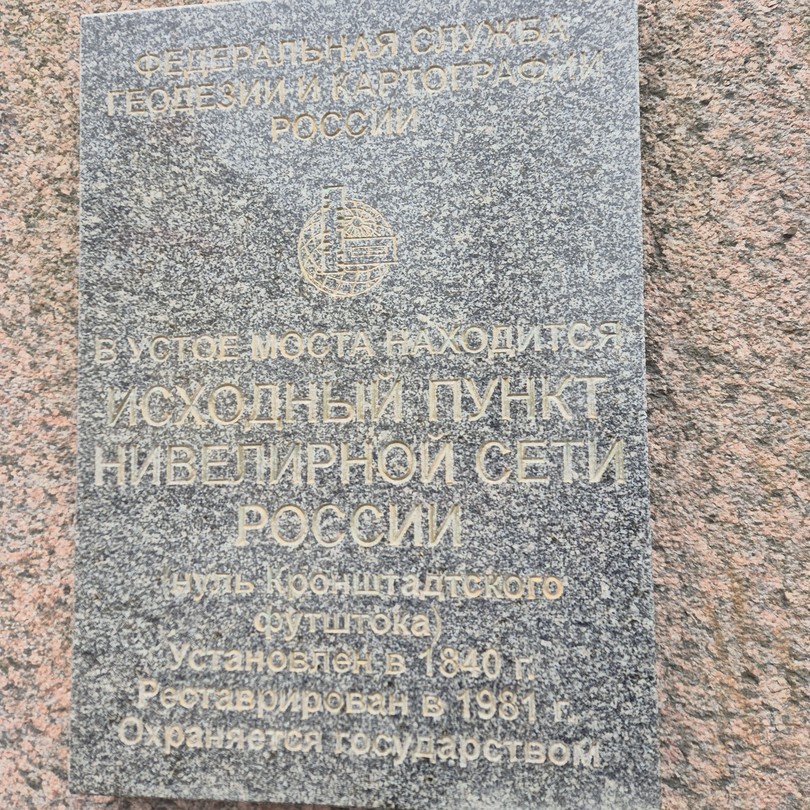 ФЕДЕРАЛЬНАЯ СЛУЖБА
ГЕОДЕЗИИ И КАРТОГРАФИИ
РОССИИ
В УСТОЕ МОСТА НАХОДИТСЯ
ИСХОДНЫЙ ПУНКТ
НИВЕЛИРНОЙ СЕТИ
РОССИИ
(нуль Кронштадтского
футштока)
Установлен в 1840 г.
Реставрирован в 1981 г.
Охраняется государством